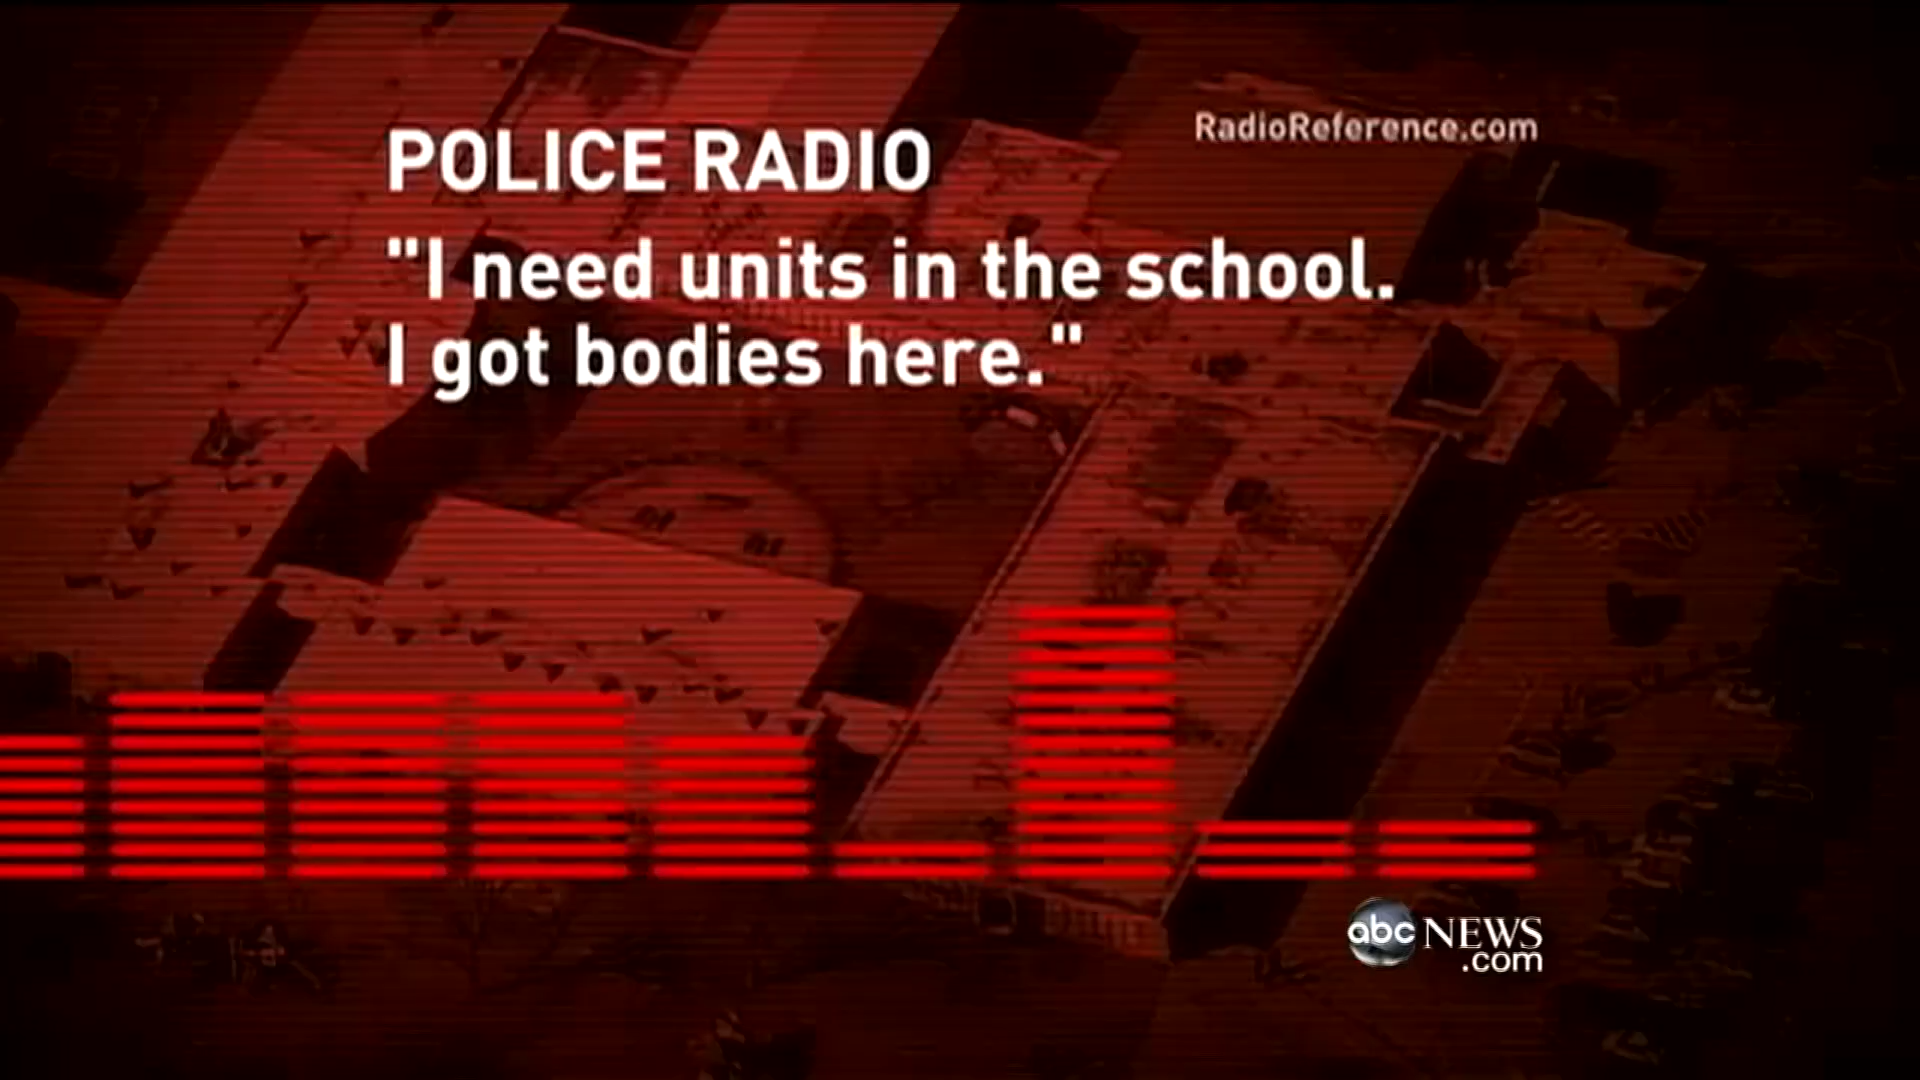 RadioReference.com
POLICE RADIO
"I need units in the school.
I got bodies here."
abc NEWS
.com